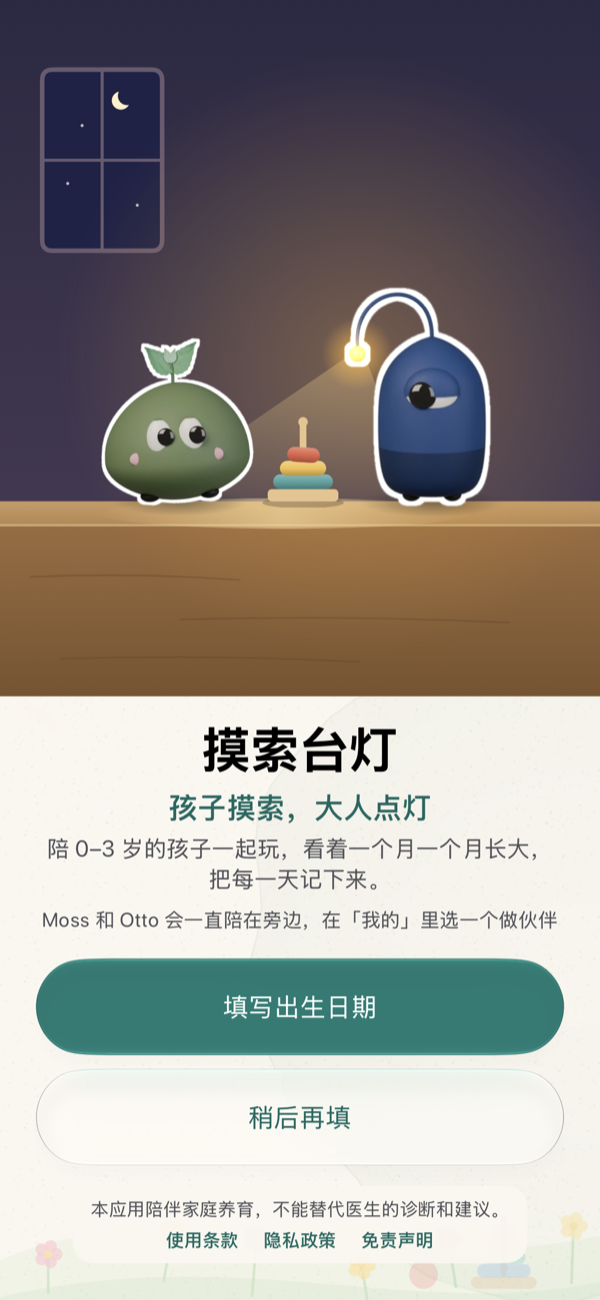 摸索台灯
孩子摸索，大人点灯
陪 0–3 岁的孩子一起玩，看着一个月一个月长大，
把每一天记下来。
Moss 和 Otto 会一直陪在旁边，在「我的」里选一个做伙伴
填写出生日期
稍后再填
本应用陪伴家庭养育，不能替代医生的诊断和建议。
使用条款 隐私政策 免责声明